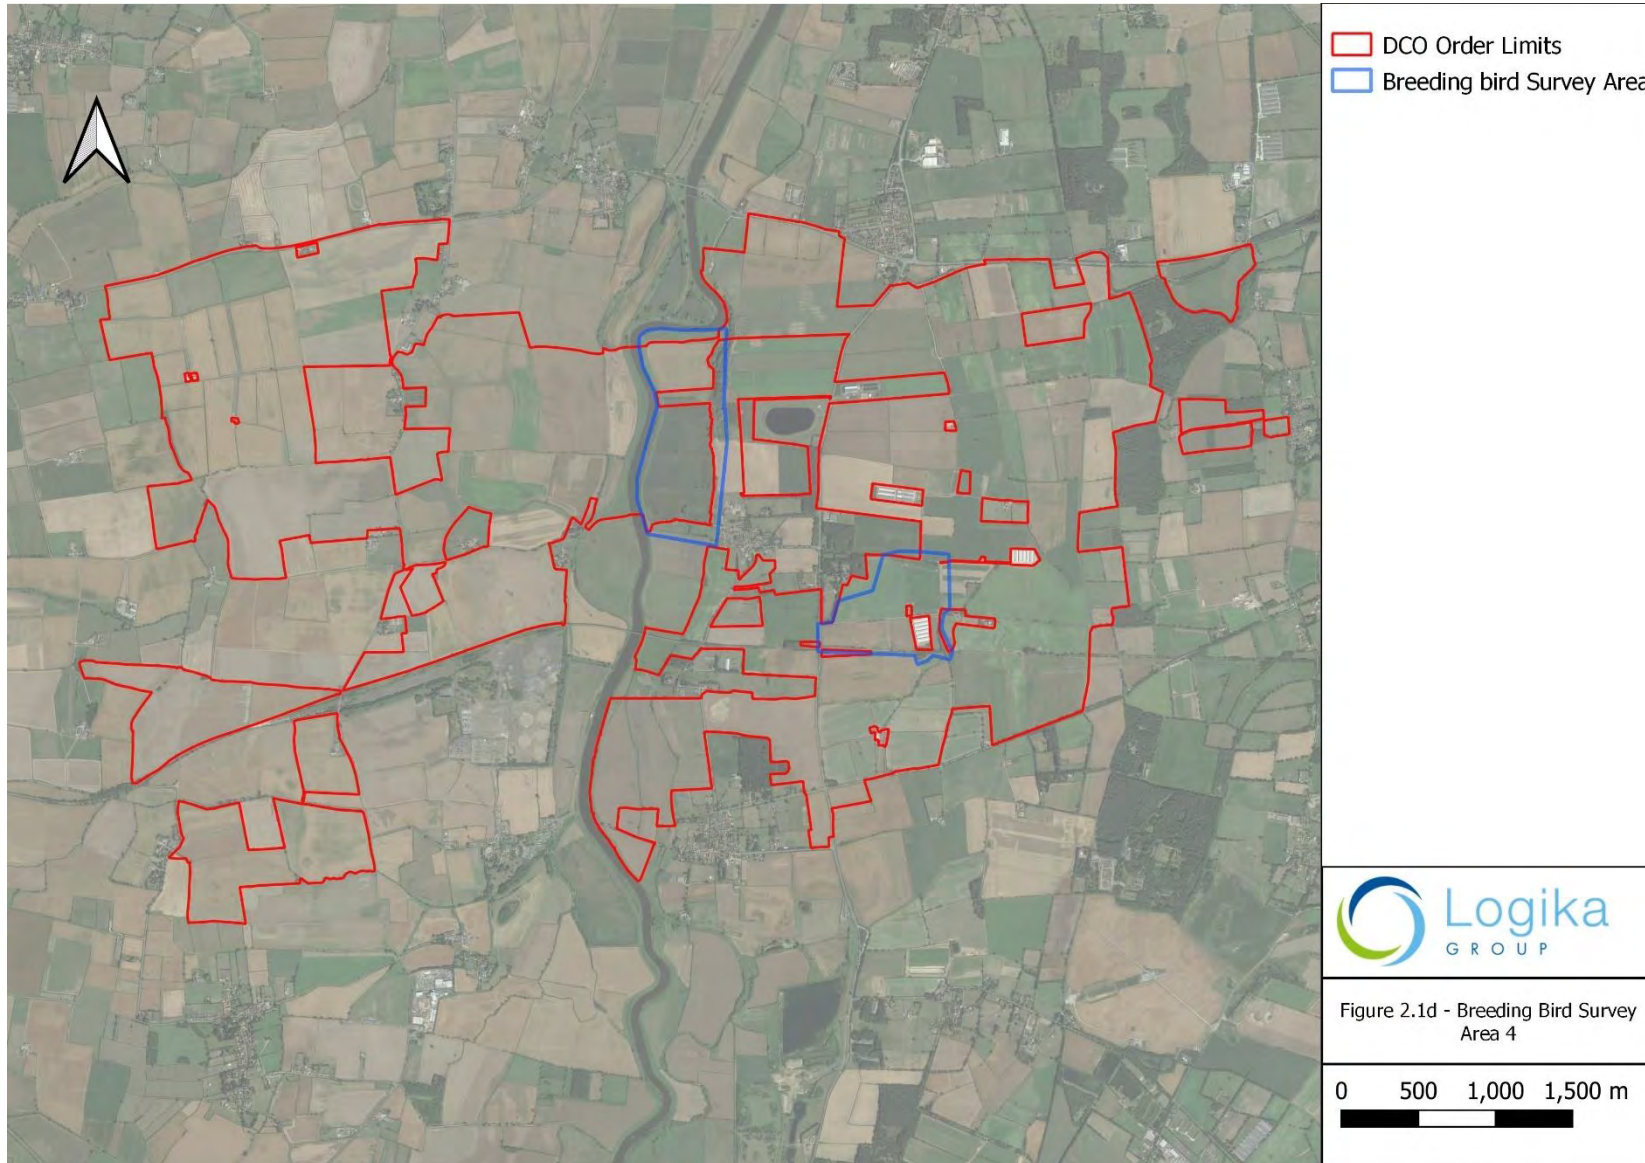 DCO Order Limits
Breeding bird Survey Area
Logika
GROUP
Figure 2.1d - Breeding Bird Survey
Area 4
0 500 1,000 1,500 m